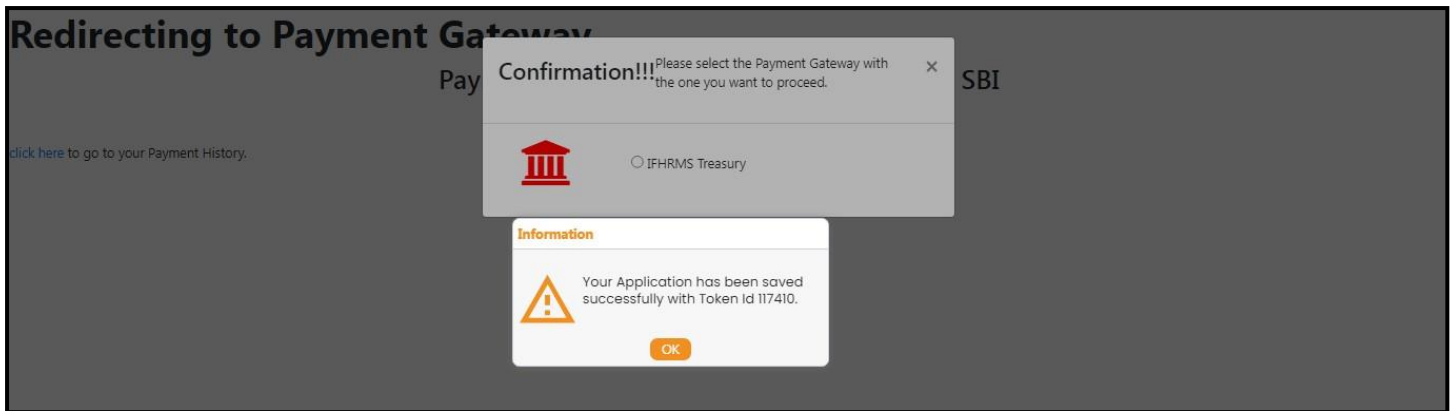 Redirecting to Payment Gateway
Pay
SBI
Confirmation!!!
Please select the Payment Gateway with
the one you want to proceed.
×
click here to go to your Payment History.
IFHRMS Treasury
Information
Your Application has been saved
successfully with Token Id 117410.
OK